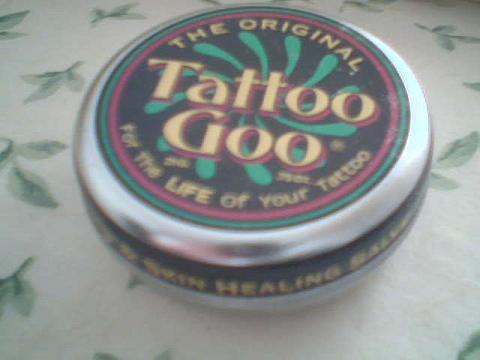 THE ORIGINAL
Tattoo
Goo®
For The LIFE Of Your Tattoo
SKIN HEALING